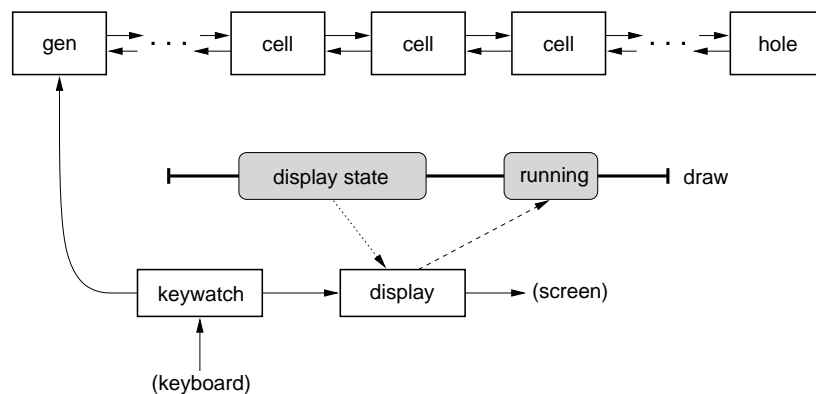 gen
. . .
cell
cell
cell
. . .
hole
display state
running
draw
keywatch
display
(screen)
(keyboard)